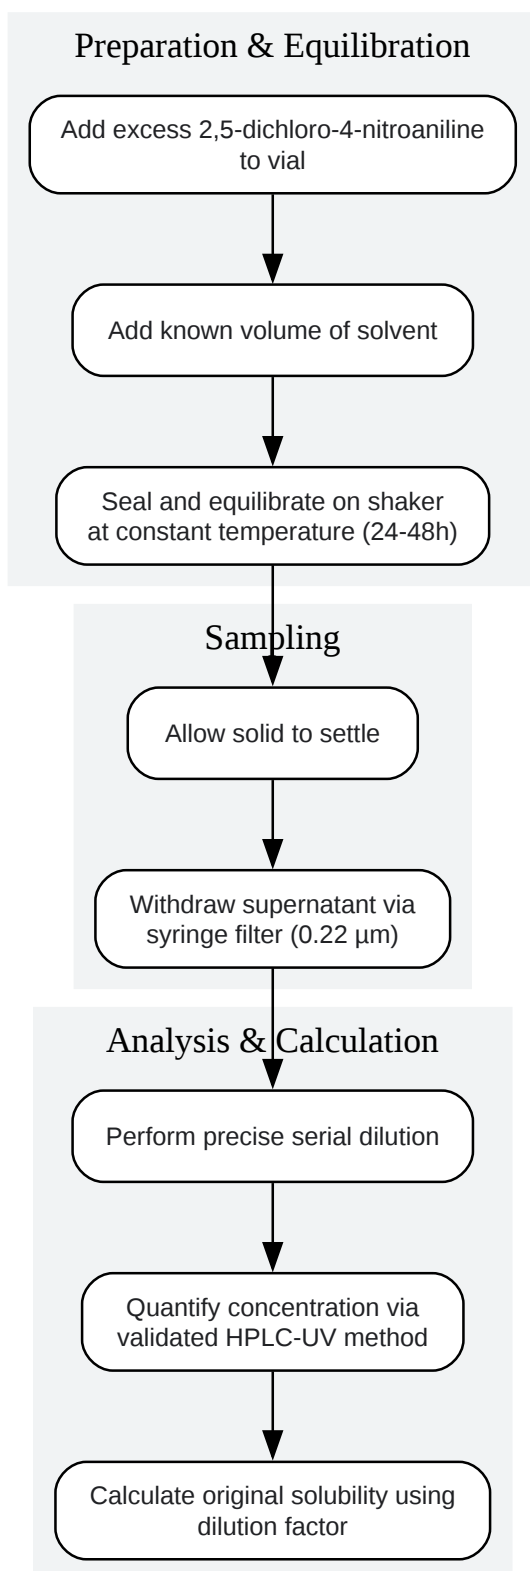 Preparation & Equilibration
Add excess 2,5-dichloro-4-nitroaniline
to vial
Add known volume of solvent
Seal and equilibrate on shaker
at constant temperature (24-48h)
Sampling
Allow solid to settle
Withdraw supernatant via
syringe filter (0.22 µm)
Analysis & Calculation
Perform precise serial dilution
Quantify concentration via
validated HPLC-UV method
Calculate original solubility using
dilution factor